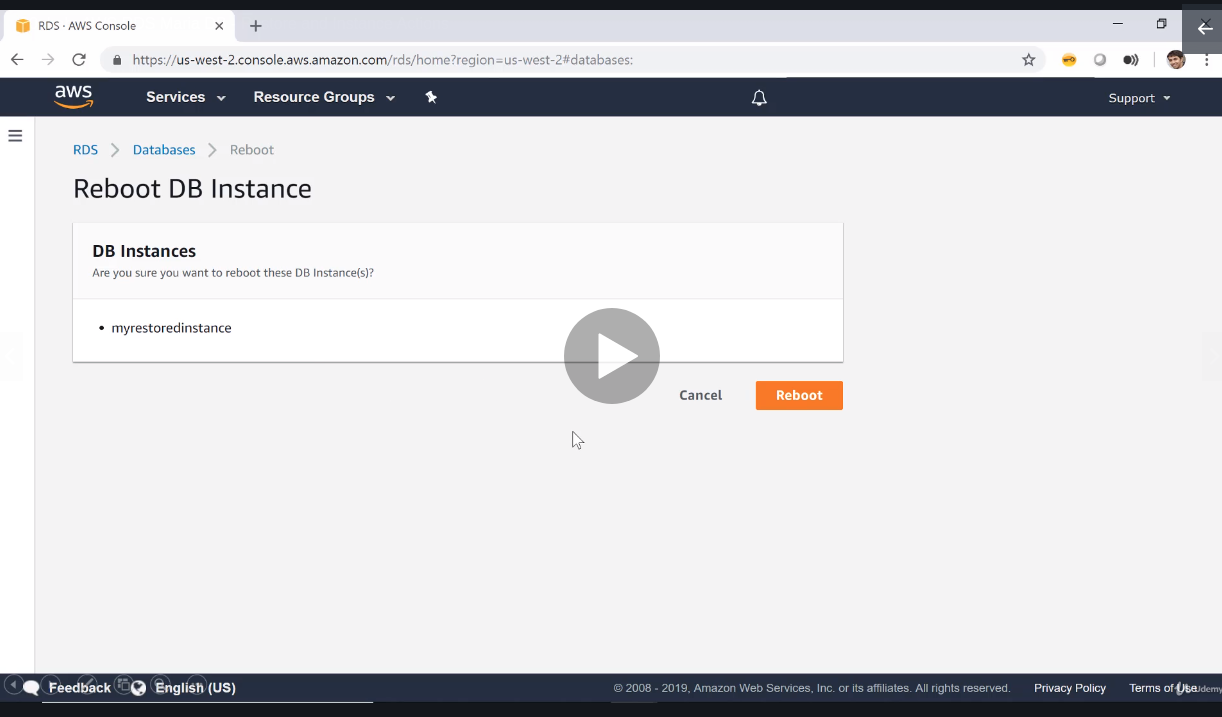 RDS · AWS Console
https://us-west-2.console.aws.amazon.com/rds/home?region=us-west-2#databases:
aws Services Resource Groups Support
RDS Databases Reboot
Reboot DB Instance
DB Instances
Are you sure you want to reboot these DB Instance(s)?
• myrestoredinstance
Cancel Reboot
Feedback English (US) © 2008 - 2019, Amazon Web Services, Inc. or its affiliates. All rights reserved. Privacy Policy Terms of Use Udemy